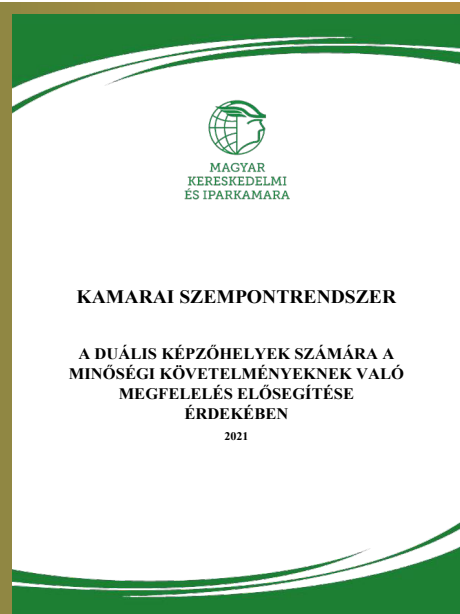 MAGYAR
KERESKEDELMI
ÉS IPARKAMARA
KAMARAI SZEMPONTRENDSZER
A DUÁLIS KÉPZŐHELYEK SZÁMÁRA A
MINŐSÉGI KÖVETELMÉNYEKNEK VALÓ
MEGFELELÉS ELŐSEGÍTÉSE
ÉRDEKÉBEN
2021